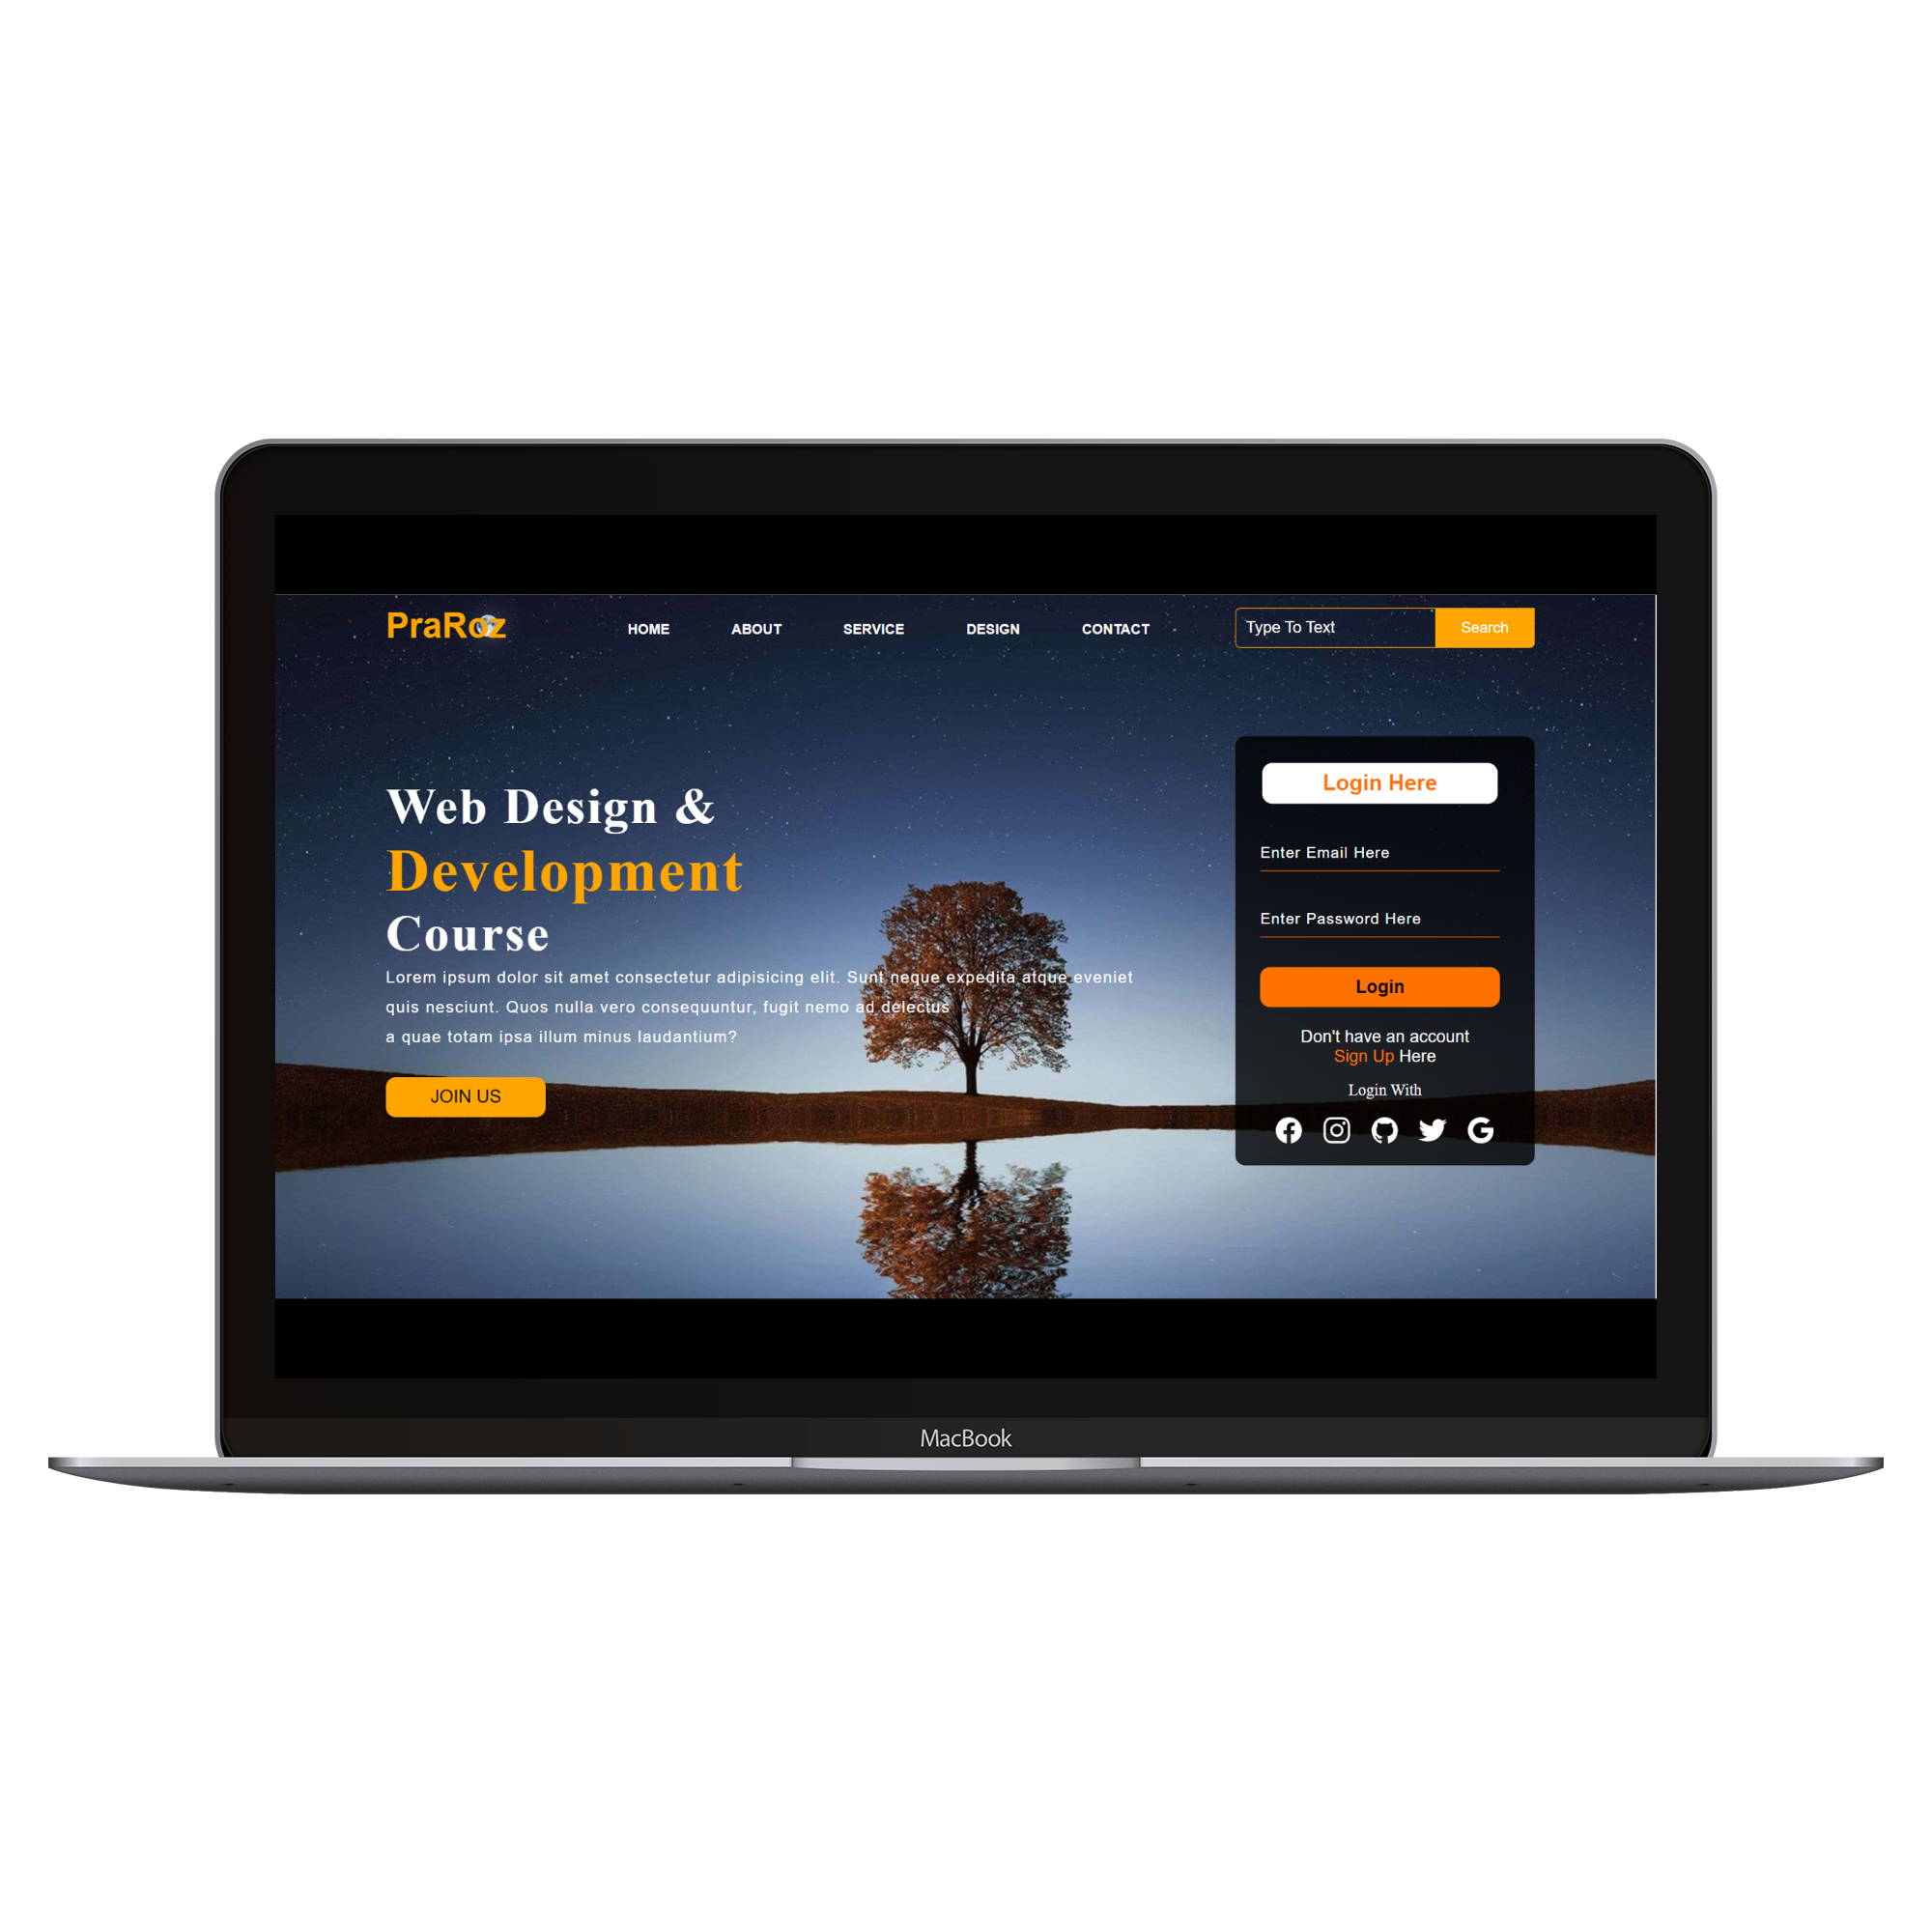 PraRoz
HOME ABOUT SERVICE DESIGN CONTACT
Type To Text Search
Web Design &
Development
Course
Lorem ipsum dolor sit amet consectetur adipisicing elit. Sunt neque expedita atque eveniet
quis nesciunt. Quos nulla vero consequuntur, fugit nemo ad delectus
a quae totam ipsa illum minus laudantium?
JOIN US
Login Here
Enter Email Here
Enter Password Here
Login
Don't have an account
Sign Up Here
Login With
MacBook